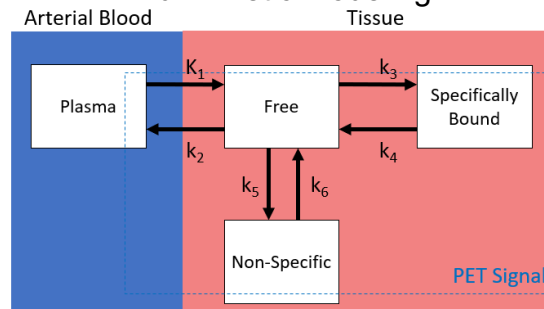 Arterial Blood
Tissue
K1
k3
Plasma
Free
Specifically
Bound
k2
k4
k5
k6
Non-Specific
PET Signal